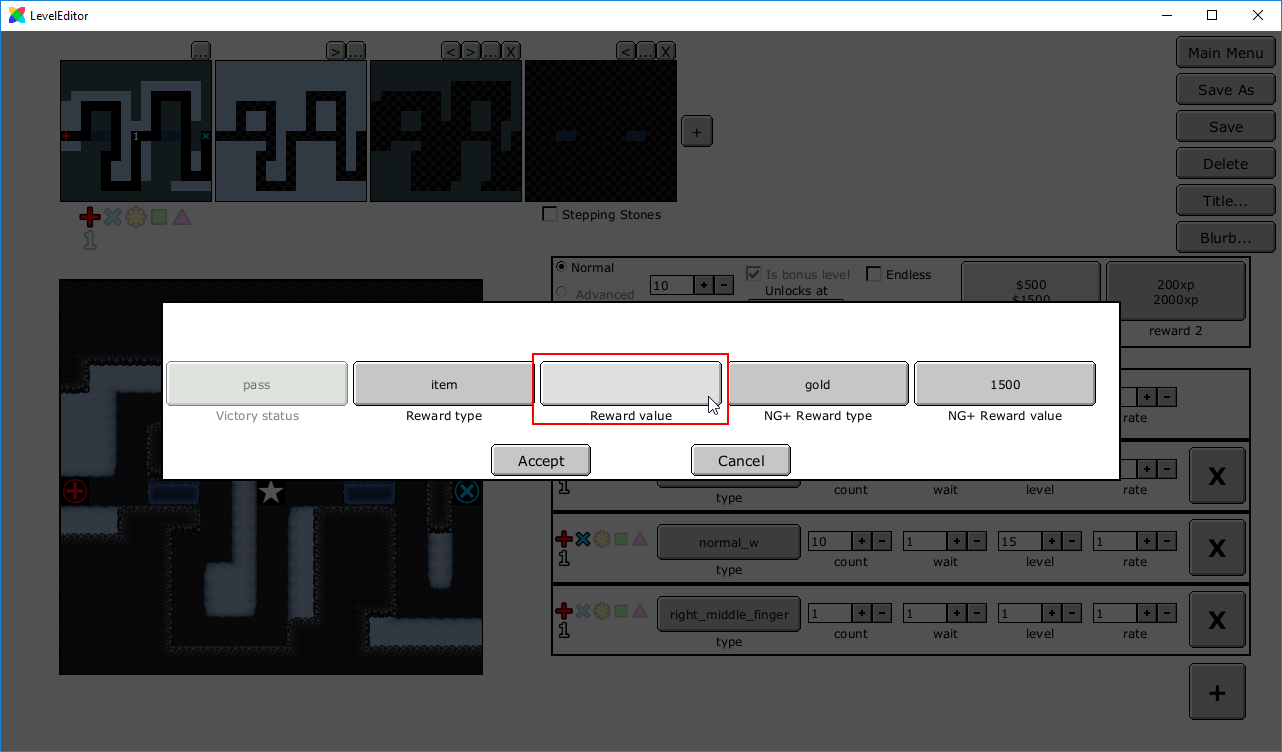 LevelEditor
... > ... < > ... X < ... X
Main Menu
Save As
Save
Delete
Title...
Blurb...
+
1
Stepping Stones
1
Normal
Advanced
10 + −
Is bonus level
Endless
Unlocks at
$500
$1500
200xp
2000xp
reward 2
pass
Victory status
item
Reward type
Reward value
gold
NG+ Reward type
1500
NG+ Reward value
Accept
Cancel
+ −
rate
+ −
X
1
type
count
wait
level
rate
1
normal_w
type
10 + −
count
1 + −
wait
15 + −
level
1 + −
rate
X
1
right_middle_finger
type
1 + −
count
1 + −
wait
1 + −
level
1 + −
rate
X
+